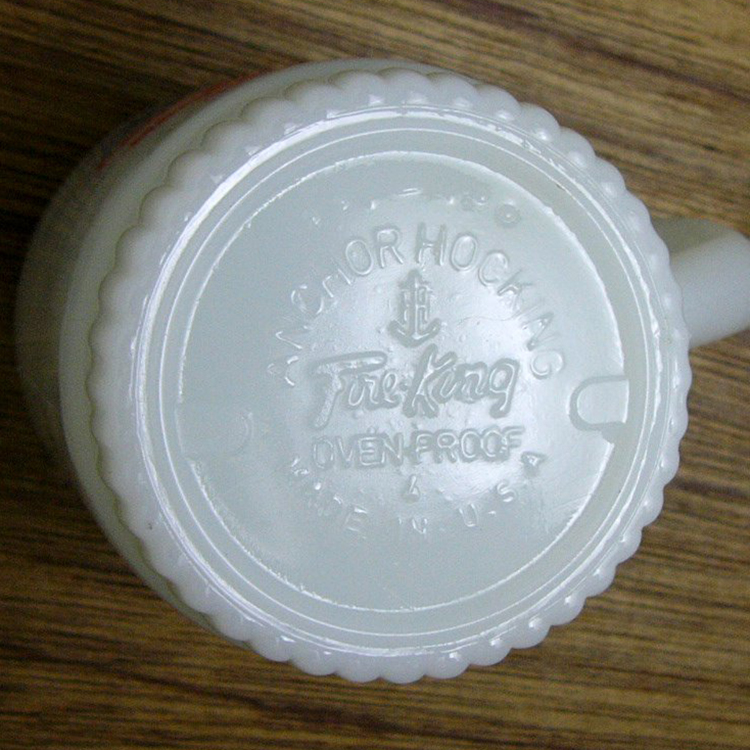 ANCHOR HOCKING
Fire-King
OVEN-PROOF
4
MADE IN U.S.A